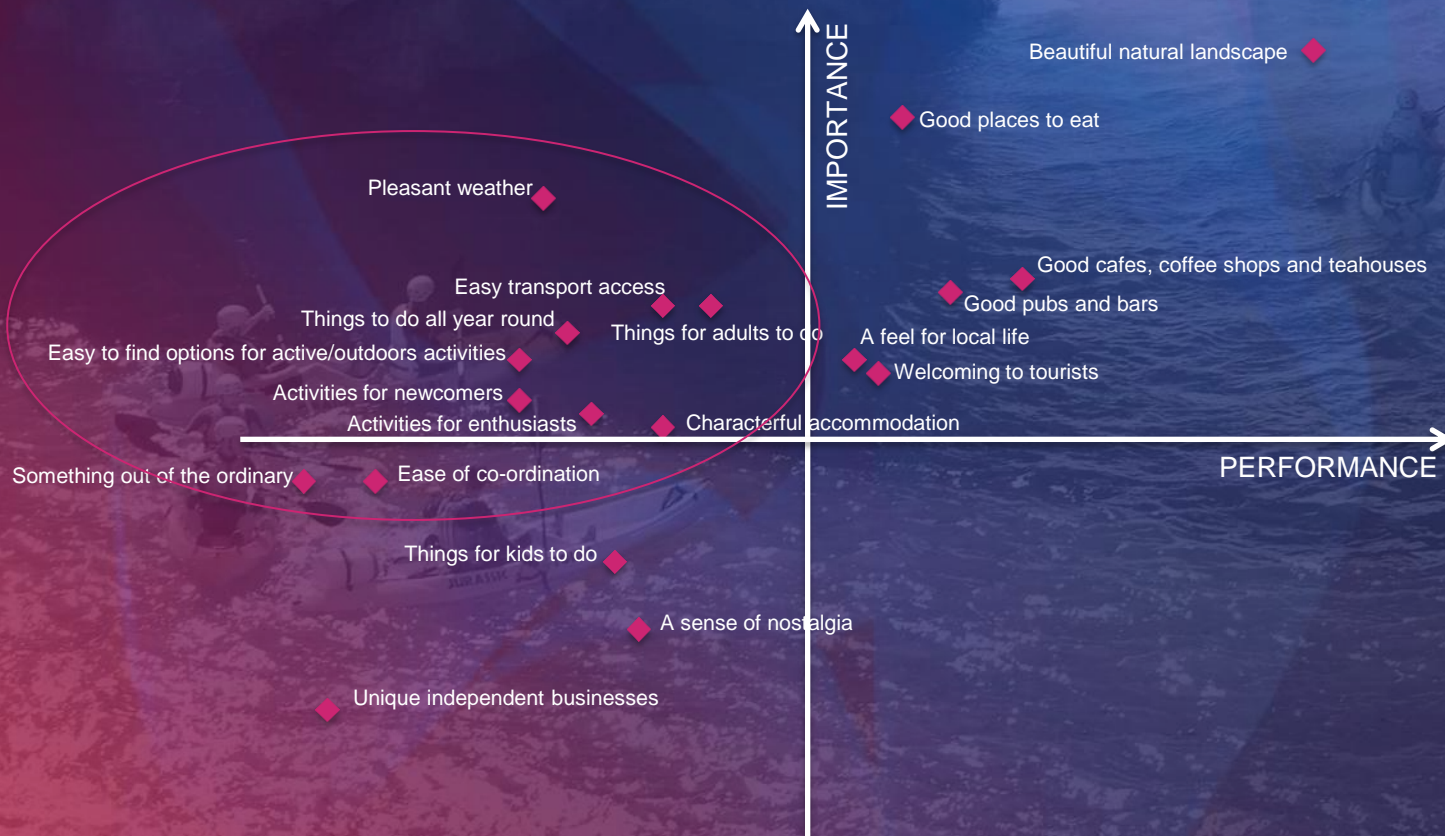 IMPORTANCE
Beautiful natural landscape
Good places to eat
Pleasant weather
Good cafes, coffee shops and teahouses
Easy transport access
Good pubs and bars
Things to do all year round
Things for adults to do
A feel for local life
Easy to find options for active/outdoors activities
Welcoming to tourists
Activities for newcomers
Activities for enthusiasts
Characterful accommodation
PERFORMANCE
Something out of the ordinary
Ease of co-ordination
Things for kids to do
JURASSIC
A sense of nostalgia
Unique independent businesses